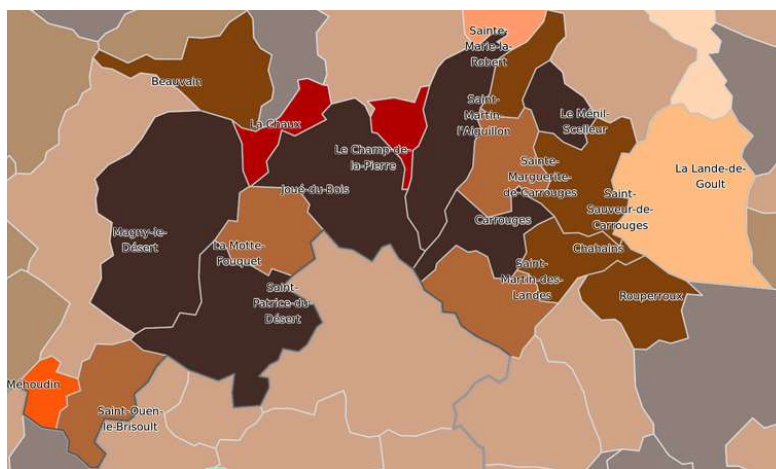 Sainte-
Marie-la-
Robert
Beauvain
Saint-
Martin-
l'Aiguillon
Le Ménil-
Scelleur
La Chaux
Le Champ-de-
la-Pierre
Sainte-
Marguerite-
de-Carrouges
La Lande-de-
Goult
Joué-du-Bois
Saint-
Sauveur-de-
Carrouges
Carrouges
Magny-le-
Désert
La Motte-
Fouquet
Chahains
Saint-
Martin-des-
Landes
Saint-
Patrice-du-
Désert
Rouperroux
Méhoudin
Saint-Ouen-
le-Brisoult